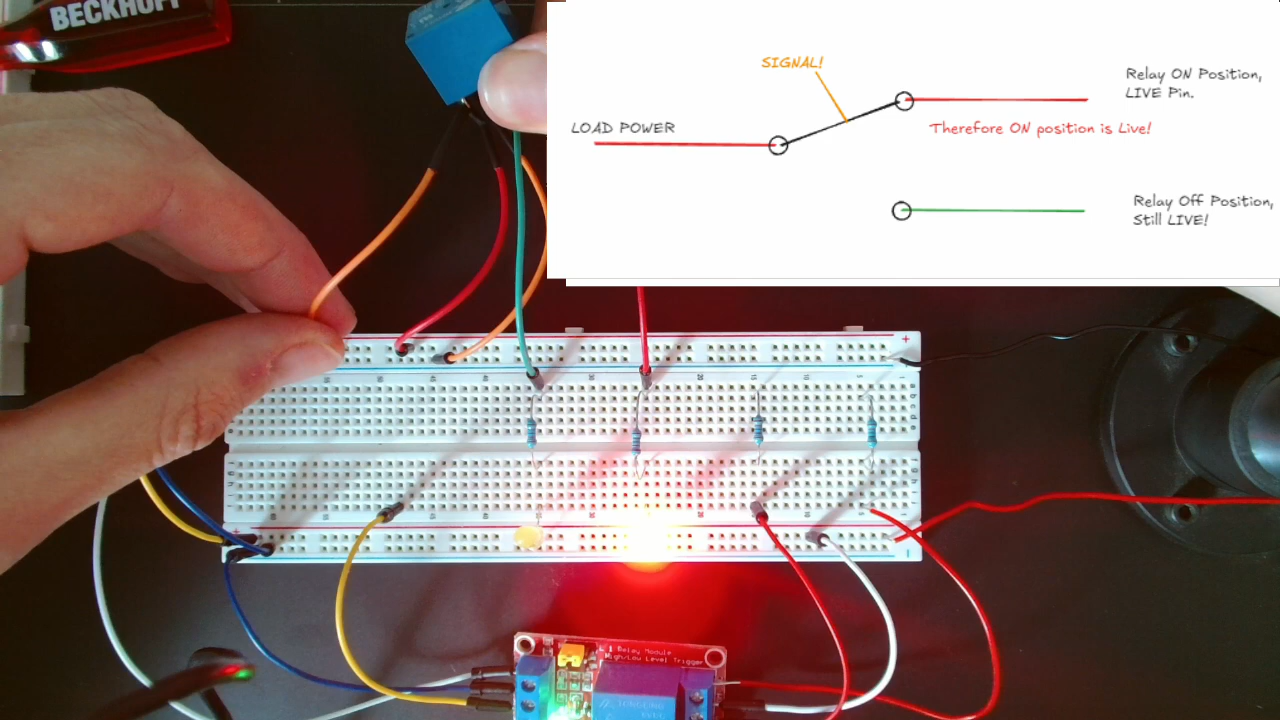 BECKHOFF
SIGNAL!
Relay ON Position,
LIVE Pin.
LOAD POWER
Therefore ON position is Live!
Relay Off Position,
Still LIVE!
1 Relay Module
High/Low Level Trigger